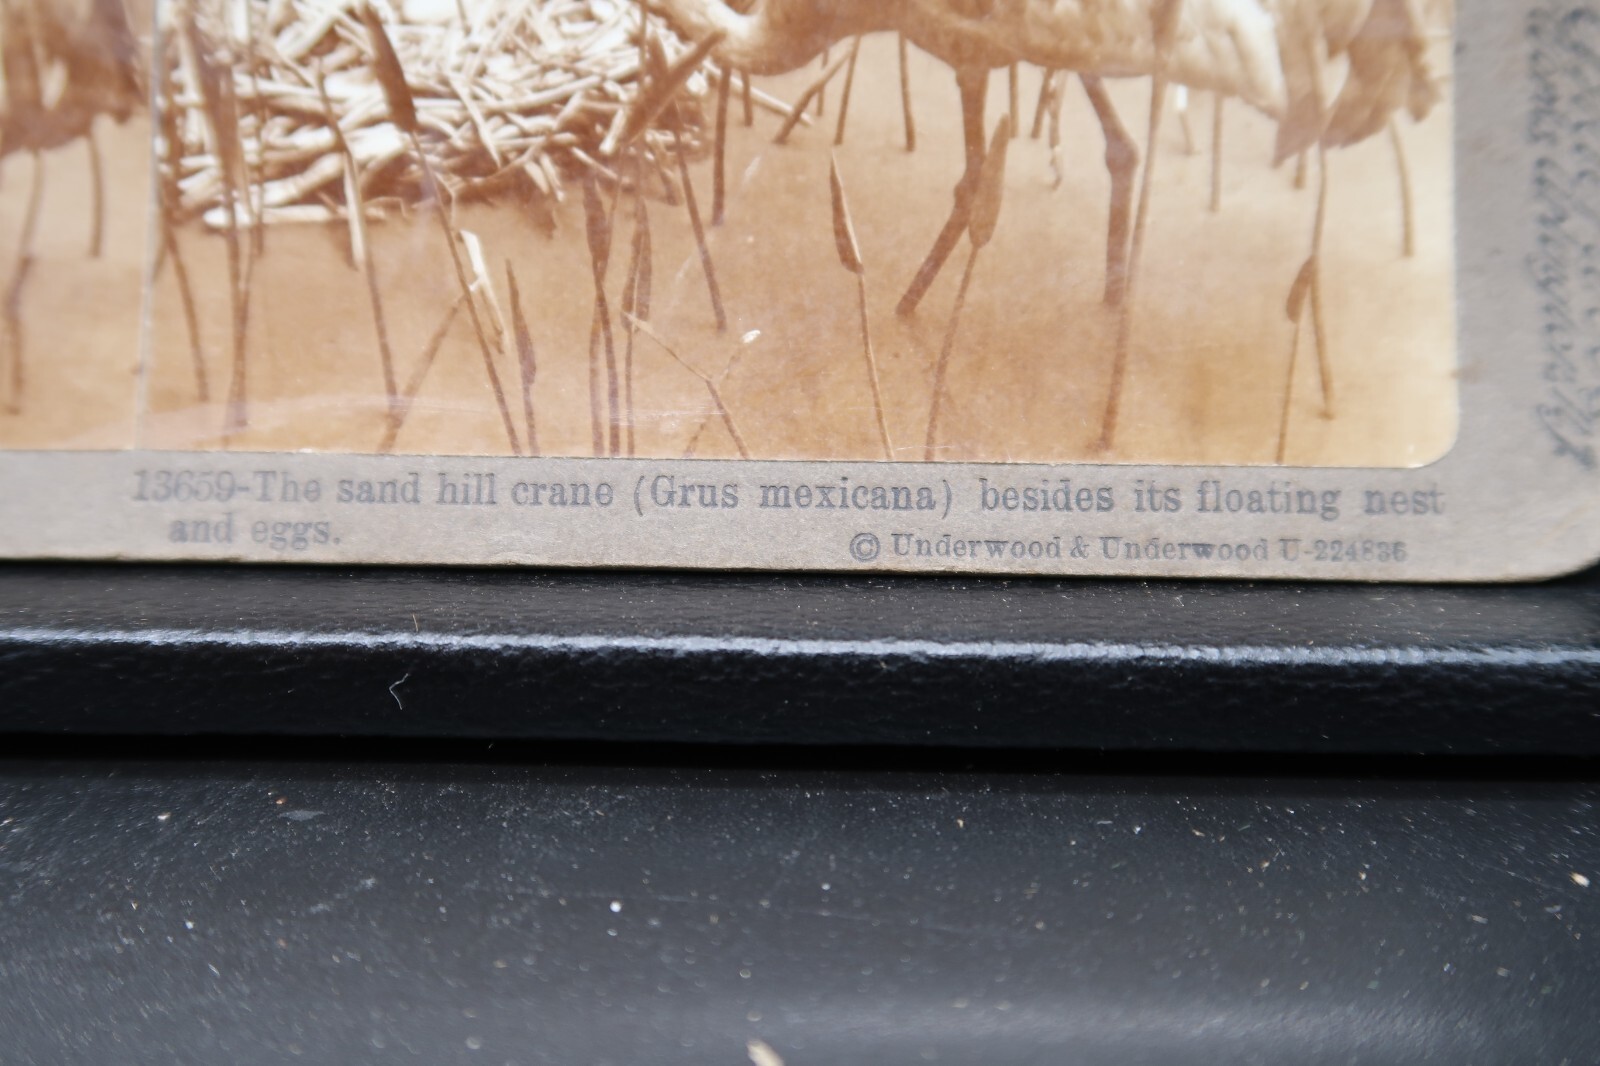 13659-The sand hill crane (Grus mexicana) besides its floating nest
and eggs.
© Underwood & Underwood U-224836